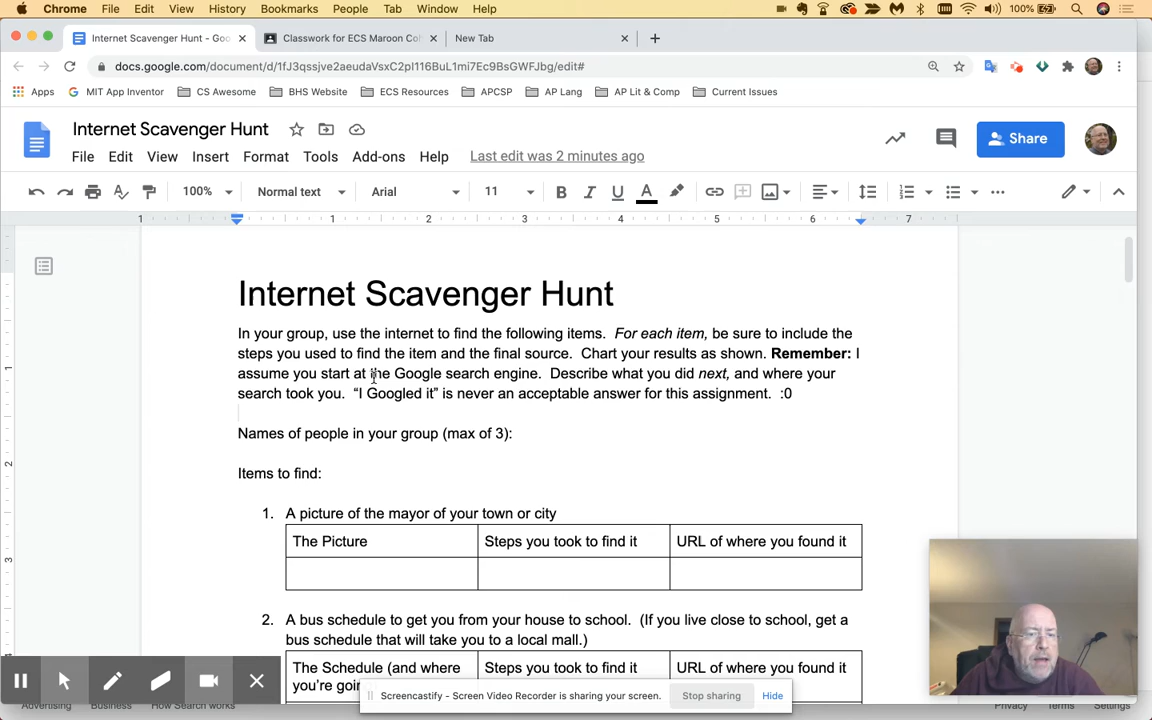 Chrome File Edit View History Bookmarks People Tab Window Help 100%
Internet Scavenger Hunt - Goo Classwork for ECS Maroon Coh New Tab
docs.google.com/document/d/1fJ3qssjve2aeudaVsxC2pI116BuL1mi7Ec9BsGWFJbg/edit#
Apps MIT App Inventor CS Awesome BHS Website ECS Resources APCSP AP Lang AP Lit & Comp Current Issues
Internet Scavenger Hunt
Share
File Edit View Insert Format Tools Add-ons Help Last edit was 2 minutes ago
100% Normal text Arial 11
1 1 2 3 4 5 6 7
Internet Scavenger Hunt
In your group, use the internet to find the following items. For each item, be sure to include the
steps you used to find the item and the final source. Chart your results as shown. Remember: I
assume you start at the Google search engine. Describe what you did next, and where your
search took you. “I Googled it” is never an acceptable answer for this assignment. :0
Names of people in your group (max of 3):
Items to find:
1. A picture of the mayor of your town or city
The Picture Steps you took to find it URL of where you found it
2. A bus schedule to get you from your house to school. (If you live close to school, get a
bus schedule that will take you to a local mall.)
The Schedule (and where Steps you took to find it URL of where you found it
you're goin
Screencastify - Screen Video Recorder is sharing your screen. Stop sharing Hide
Advertising Business How Search works Privacy Terms Settings